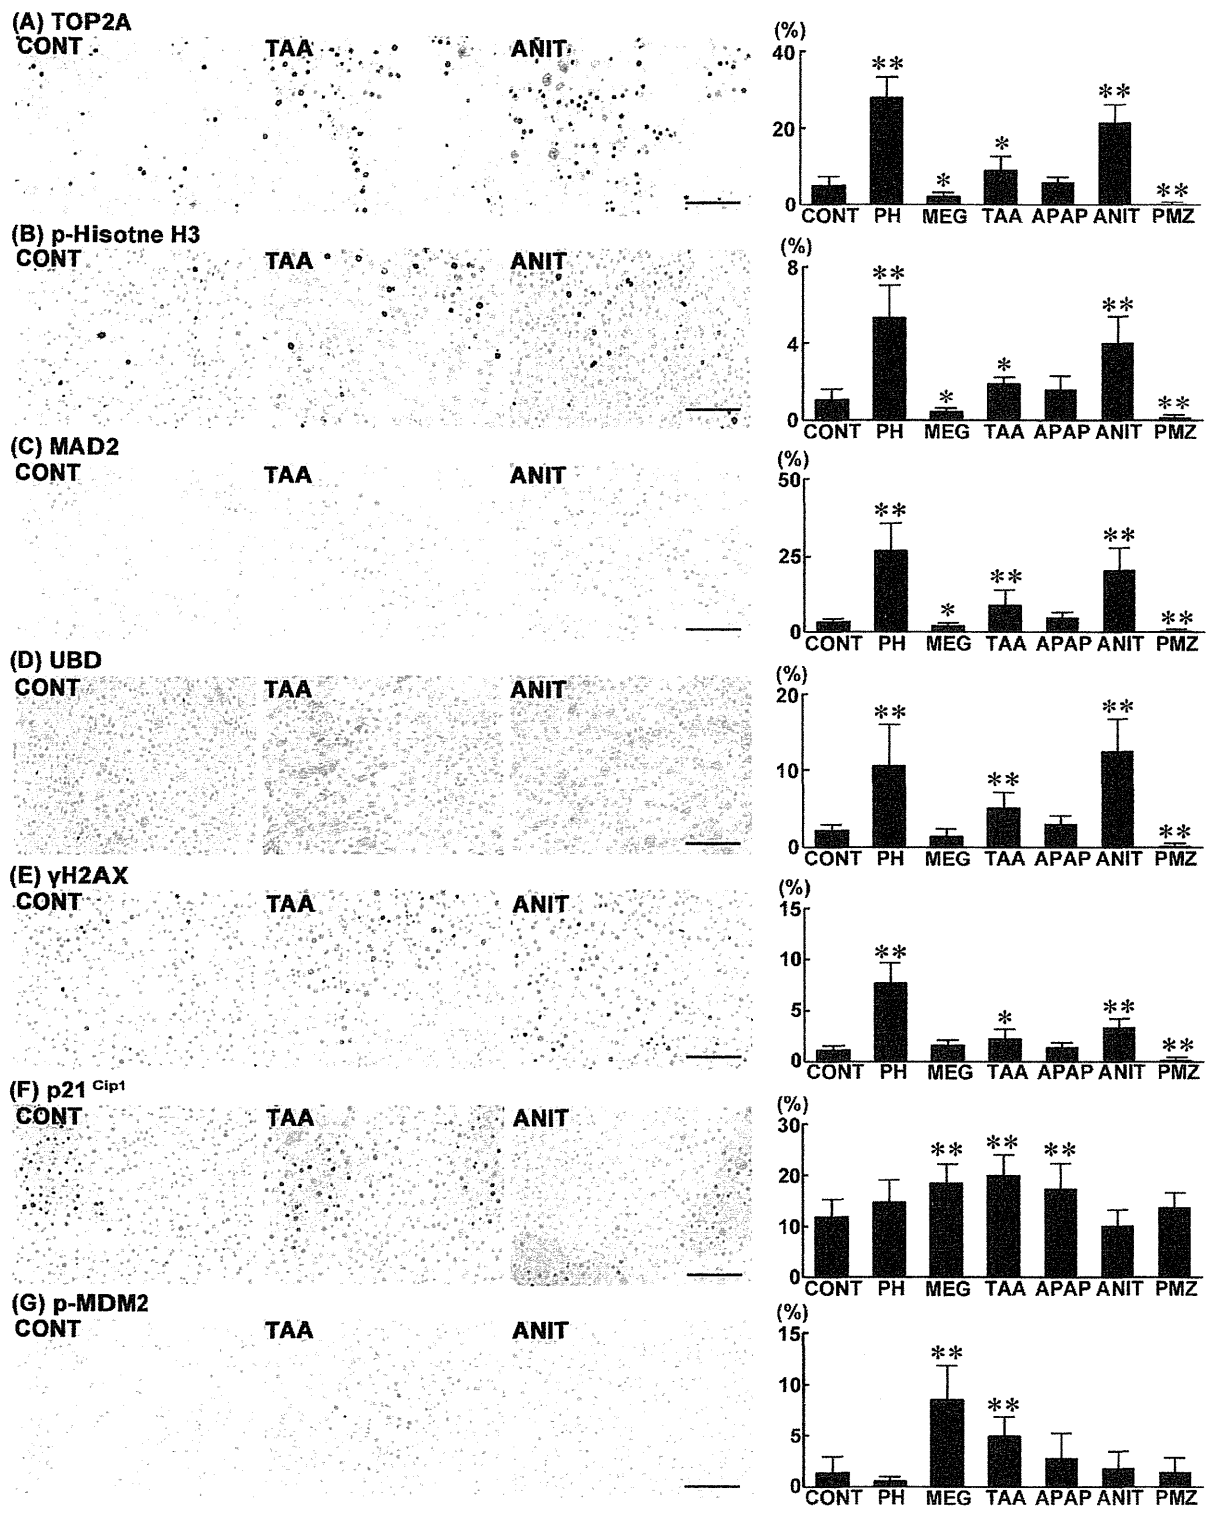 (A) TOP2A
CONT TAA ANIT
(%)
40
20
0
** * * ** **
CONT PH MEG TAA APAP ANIT PMZ
(B) p-Hisotne H3
CONT TAA ANIT
(%)
8
4
0
** * * ** **
CONT PH MEG TAA APAP ANIT PMZ
(C) MAD2
CONT TAA ANIT
(%)
50
25
0
** * ** ** **
CONT PH MEG TAA APAP ANIT PMZ
(D) UBD
CONT TAA ANIT
(%)
20
10
0
** ** ** **
CONT PH MEG TAA APAP ANIT PMZ
(E) γH2AX
CONT TAA ANIT
(%)
15
10
5
0
** * ** **
CONT PH MEG TAA APAP ANIT PMZ
(F) p21 Cip1
CONT TAA ANIT
(%)
30
20
10
0
** ** **
CONT PH MEG TAA APAP ANIT PMZ
(G) p-MDM2
CONT TAA ANIT
(%)
15
10
5
0
** **
CONT PH MEG TAA APAP ANIT PMZ